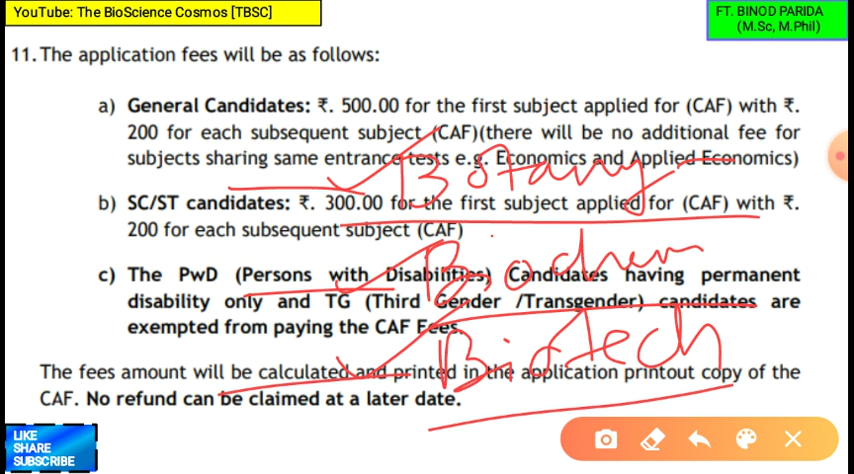 YouTube: The BioScience Cosmos [TBSC]
FT. BINOD PARIDA
(M.Sc, M.Phil)
11. The application fees will be as follows:
a) General Candidates: ₹. 500.00 for the first subject applied for (CAF) with ₹.
200 for each subsequent subject (CAF)(there will be no additional fee for
subjects sharing same entrance tests e.g. Economics and Applied Economics)
Botany
b) SC/ST candidates: ₹. 300.00 for the first subject applied for (CAF) with ₹.
200 for each subsequent subject (CAF)
Biochem
c) The PwD (Persons with Disabilities) Candidates having permanent
disability only and TG (Third Gender /Transgender) candidates are
exempted from paying the CAF Fees.
Biotech
The fees amount will be calculated and printed in the application printout copy of the
CAF. No refund can be claimed at a later date.
LIKE
SHARE
SUBSCRIBE